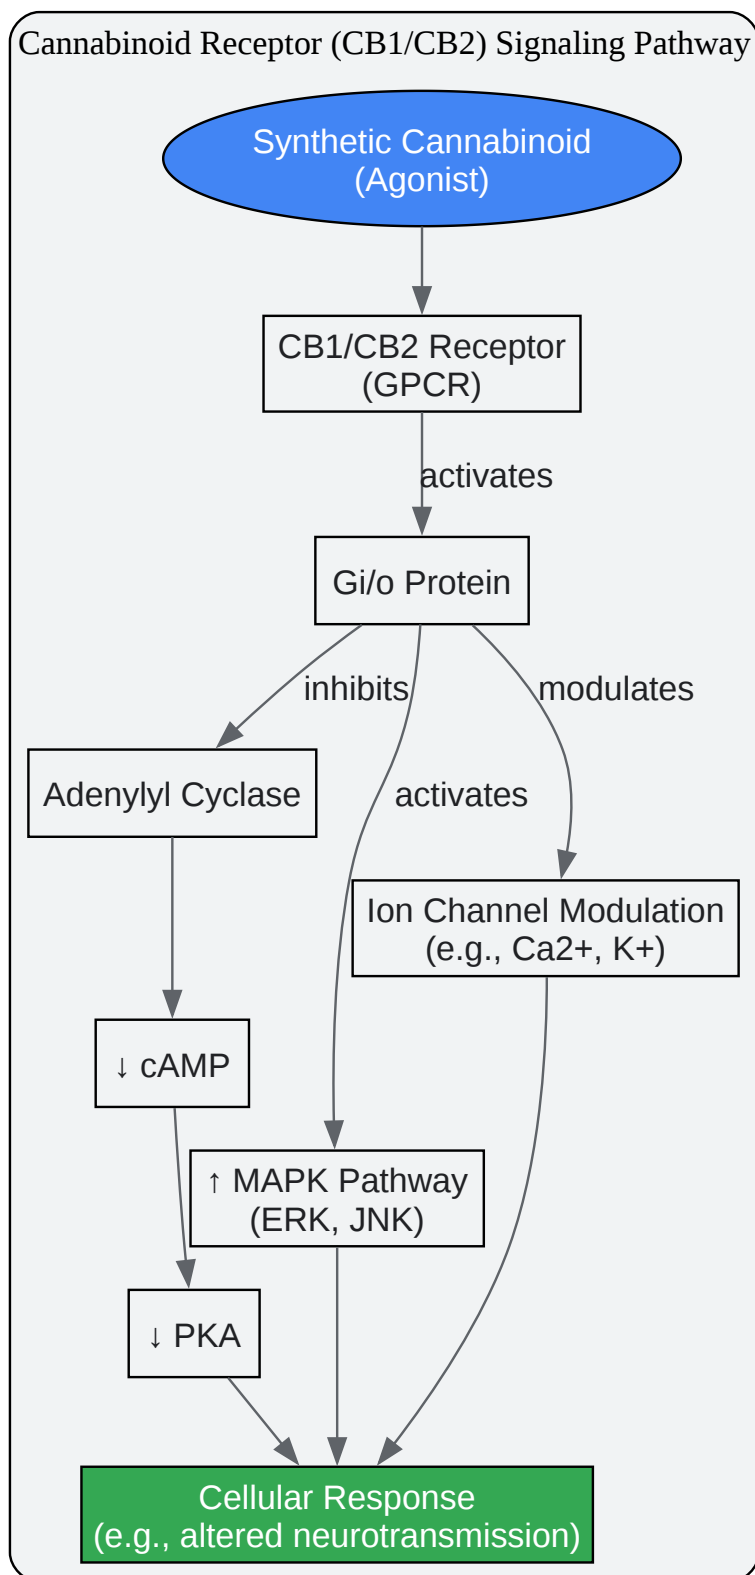 Cannabinoid Receptor (CB1/CB2) Signaling Pathway
Synthetic Cannabinoid
(Agonist)
CB1/CB2 Receptor
(GPCR)
activates
Gi/o Protein
inhibits
modulates
Adenylyl Cyclase
activates
Ion Channel Modulation
(e.g., Ca2+, K+)
↓ cAMP
↑ MAPK Pathway
(ERK, JNK)
↓ PKA
Cellular Response
(e.g., altered neurotransmission)